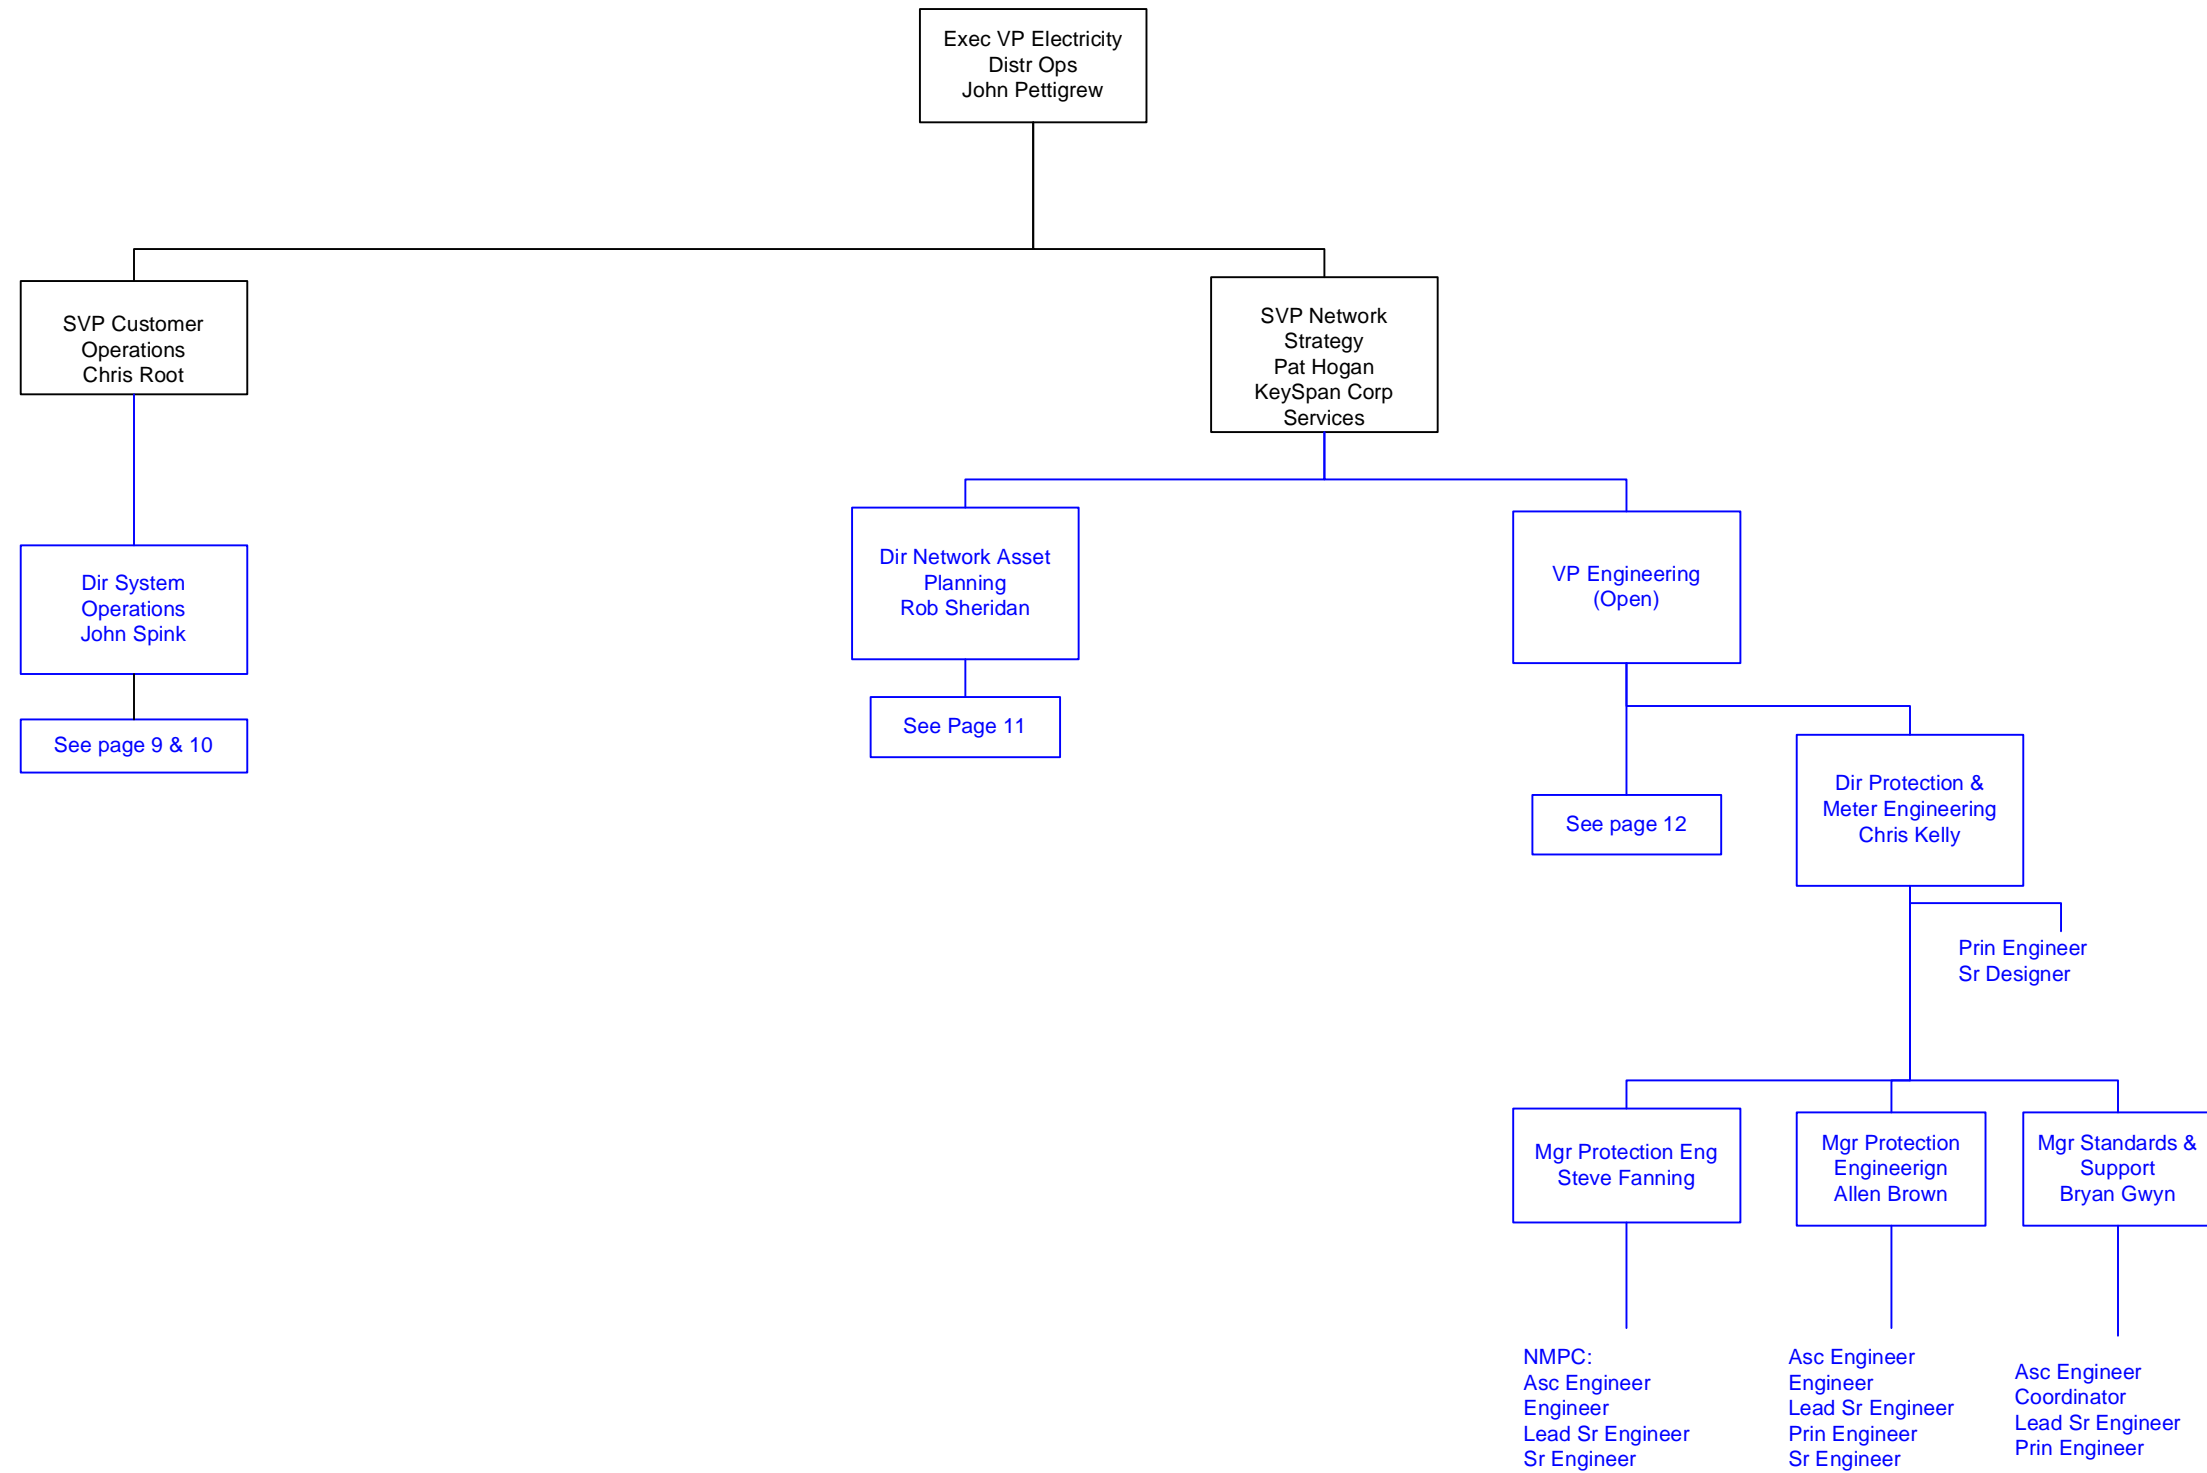 Exec VP Electricity
Distr Ops
John Pettigrew
SVP Customer
Operations
Chris Root
SVP Network
Strategy
Pat Hogan
KeySpan Corp
Services
Dir System
Operations
John Spink
See page 9 & 10
Dir Network Asset
Planning
Rob Sheridan
See Page 11
VP Engineering
(Open)
See page 12
Dir Protection &
Meter Engineering
Chris Kelly
Prin Engineer
Sr Designer
Mgr Protection Eng
Steve Fanning
Mgr Protection
Engineerign
Allen Brown
Mgr Standards &
Support
Bryan Gwyn
NMPC:
Asc Engineer
Engineer
Lead Sr Engineer
Sr Engineer
Asc Engineer
Engineer
Lead Sr Engineer
Prin Engineer
Sr Engineer
Asc Engineer
Coordinator
Lead Sr Engineer
Prin Engineer